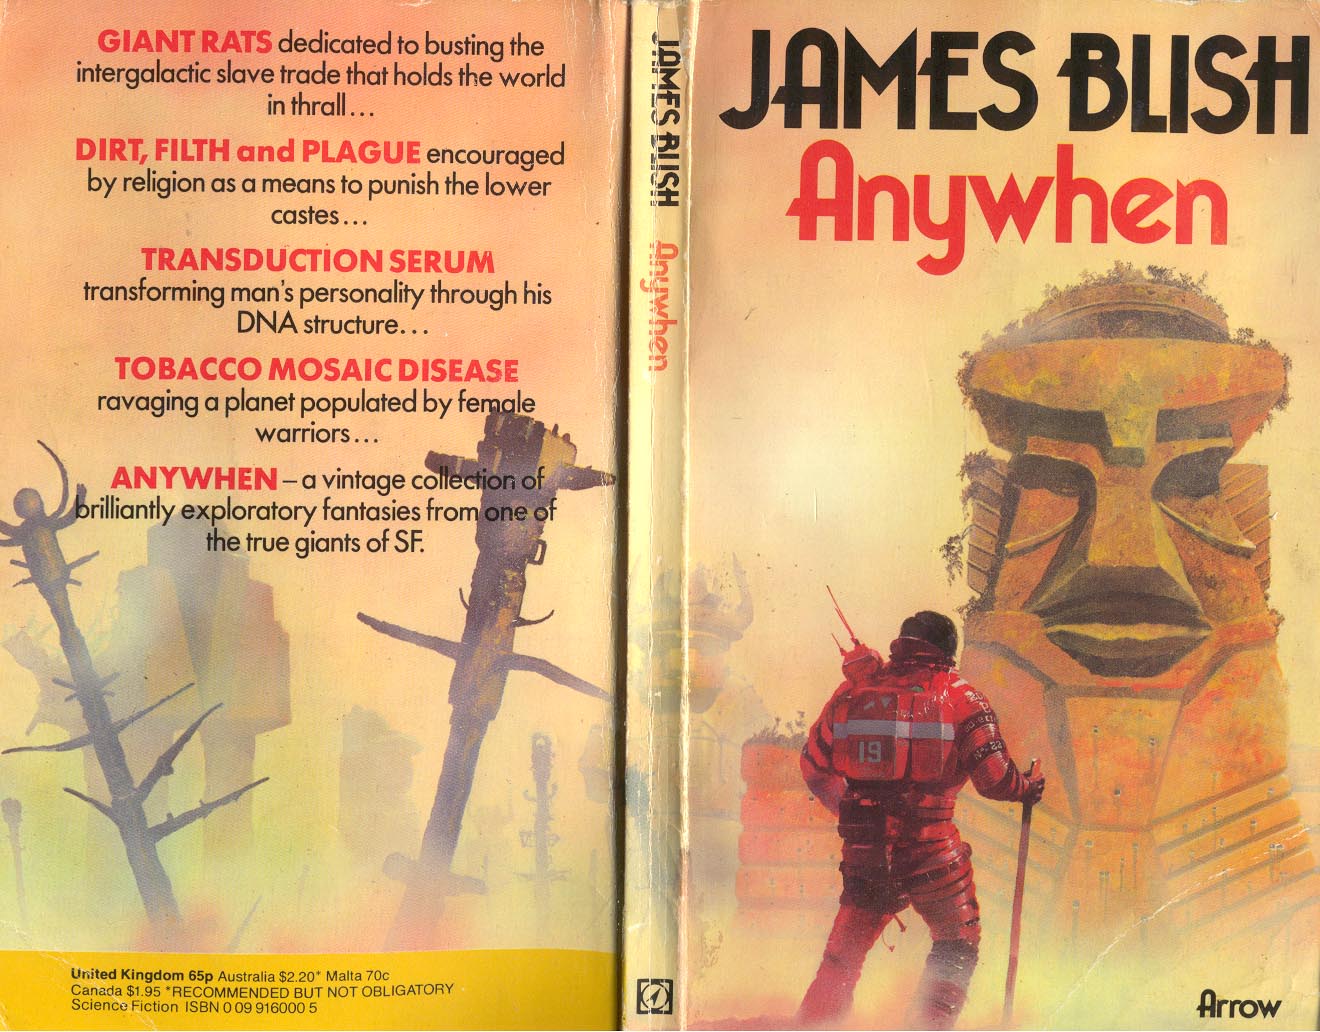 GIANT RATS dedicated to busting the
intergalactic slave trade that holds the world
in thrall...
DIRT, FILTH and PLAGUE encouraged
by religion as a means to punish the lower
castes...
TRANSDUCTION SERUM
transforming man's personality through his
DNA structure...
TOBACCO MOSAIC DISEASE
ravaging a planet populated by female
warriors...
ANYWHEN – a vintage collection of
brilliantly exploratory fantasies from one of
the true giants of SF.
United Kingdom 65p Australia $2.20* Malta 70c
Canada $1.95 *RECOMMENDED BUT NOT OBLIGATORY
Science Fiction ISBN 0 09 916000 5
JAMES BLISH
Anywhen
JAMES BLISH
Anywhen
19
Nº-22
Arrow